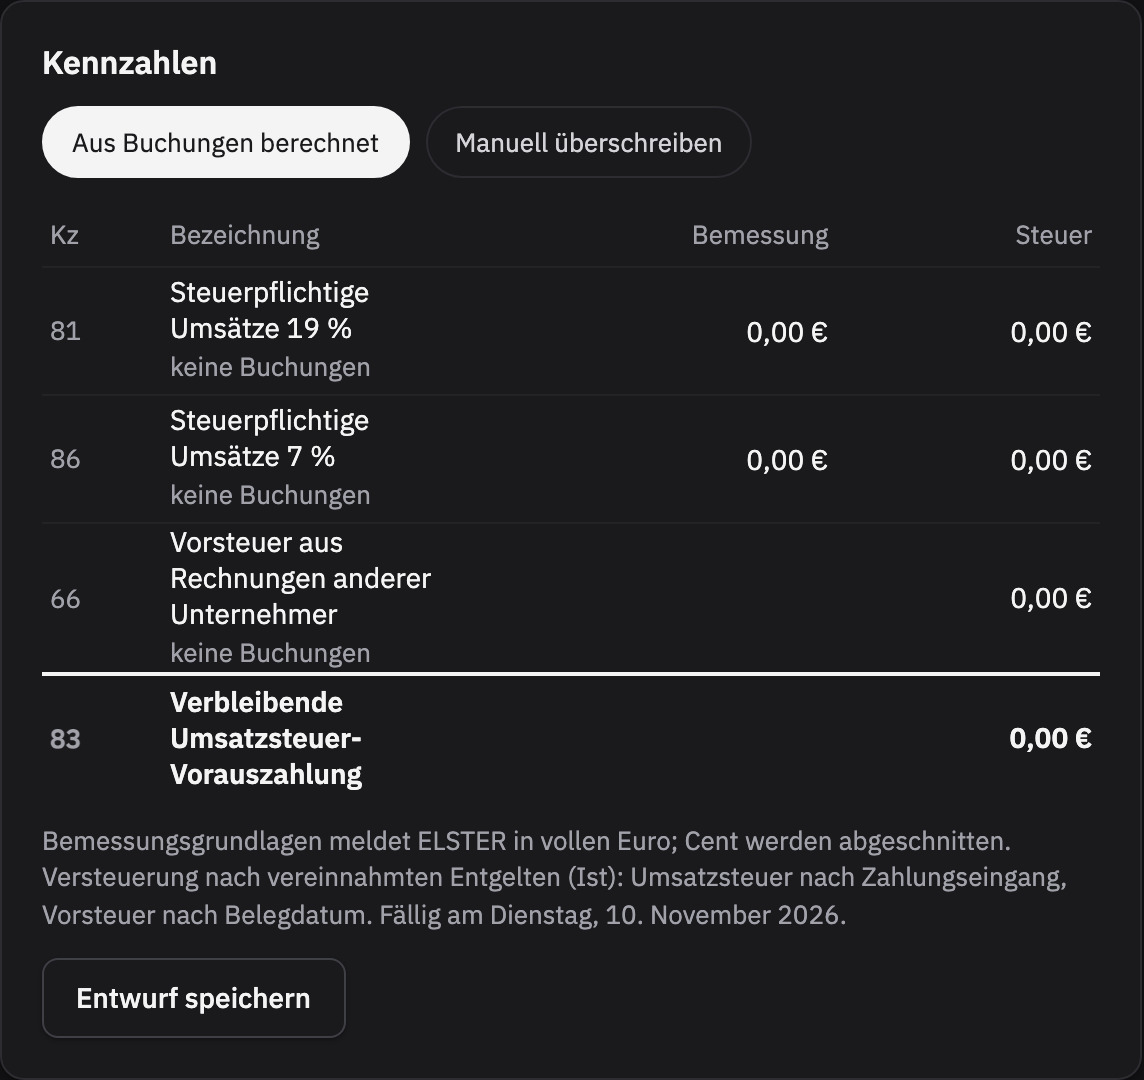 Kennzahlen
Aus Buchungen berechnet
Manuell überschreiben
Kz Bezeichnung Bemessung Steuer
81 Steuerpflichtige Umsätze 19 % 0,00 € 0,00 €
keine Buchungen
86 Steuerpflichtige Umsätze 7 % 0,00 € 0,00 €
keine Buchungen
66 Vorsteuer aus Rechnungen anderer Unternehmer 0,00 €
keine Buchungen
83 Verbleibende Umsatzsteuer-Vorauszahlung 0,00 €
Bemessungsgrundlagen meldet ELSTER in vollen Euro; Cent werden abgeschnitten.
Versteuerung nach vereinnahmten Entgelten (Ist): Umsatzsteuer nach Zahlungseingang,
Vorsteuer nach Belegdatum. Fällig am Dienstag, 10. November 2026.
Entwurf speichern